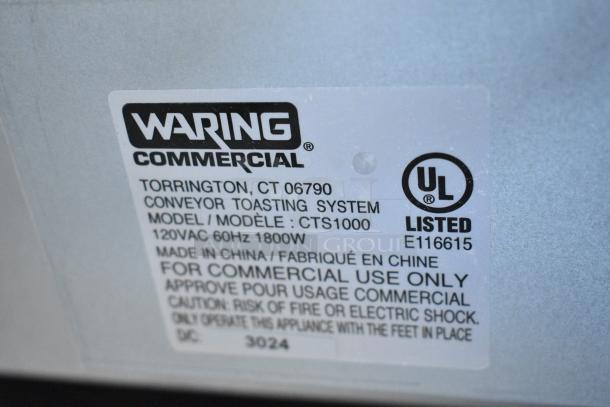 WARING®
COMMERCIAL
TORRINGTON, CT 06790
CONVEYOR TOASTING SYSTEM
MODEL / MODÈLE : CTS1000
120VAC 60Hz 1800W
MADE IN CHINA / FABRIQUÉ EN CHINE
FOR COMMERCIAL USE ONLY
APPROVE POUR USAGE COMMERCIAL
CAUTION: RISK OF FIRE OR ELECTRIC SHOCK.
ONLY OPERATE THIS APPLIANCE WITH THE FEET IN PLACE
D/C. 3024
UL
LISTED
E116615
GROUP